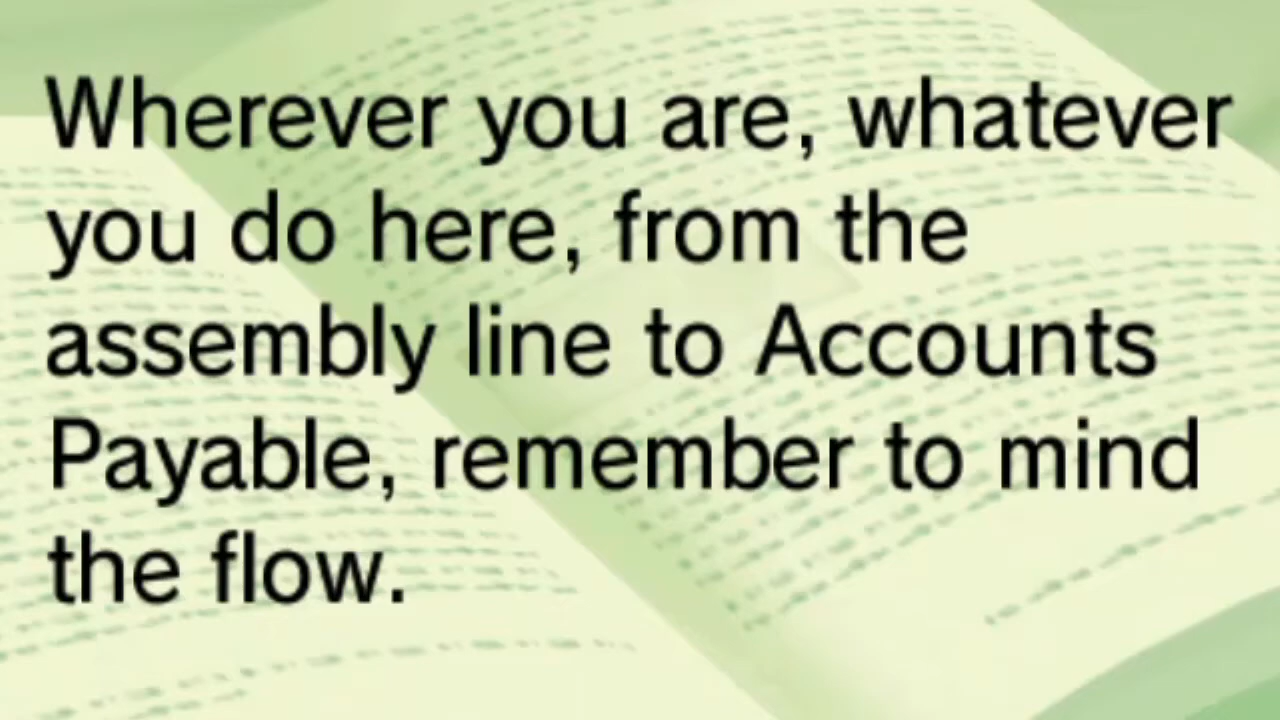 Wherever you are, whatever
you do here, from the
assembly line to Accounts
Payable, remember to mind
the flow.